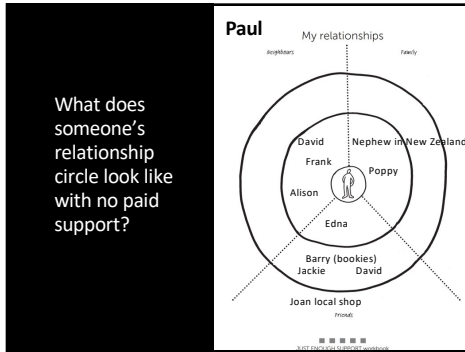 What does
someone's
relationship
circle look like
with no paid
support?
Paul
My relationships
Neighbours
Family
David
Nephew in New Zealand
Frank
Poppy
Alison
Edna
Barry (bookies)
Jackie
David
Joan local shop
Friends
JUST ENOUGH SUPPORT workbook